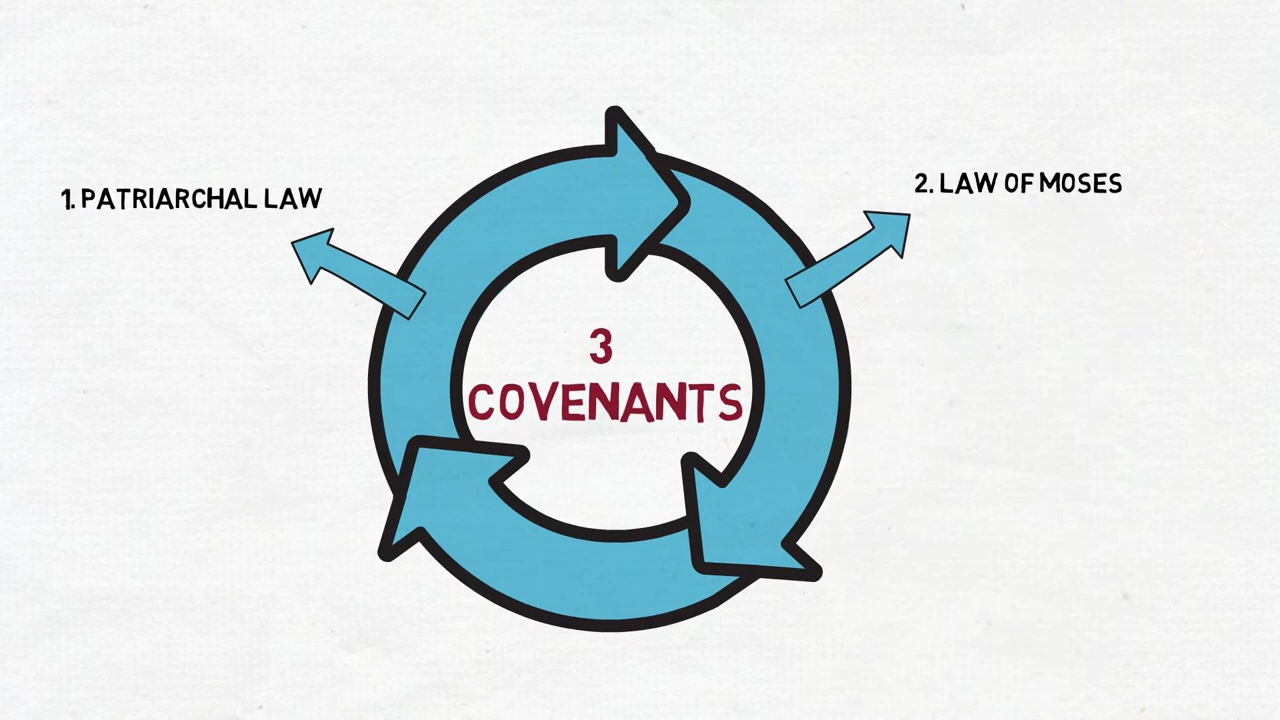 1. PATRIARCHAL LAW
2. LAW OF MOSES
3
COVENANTS